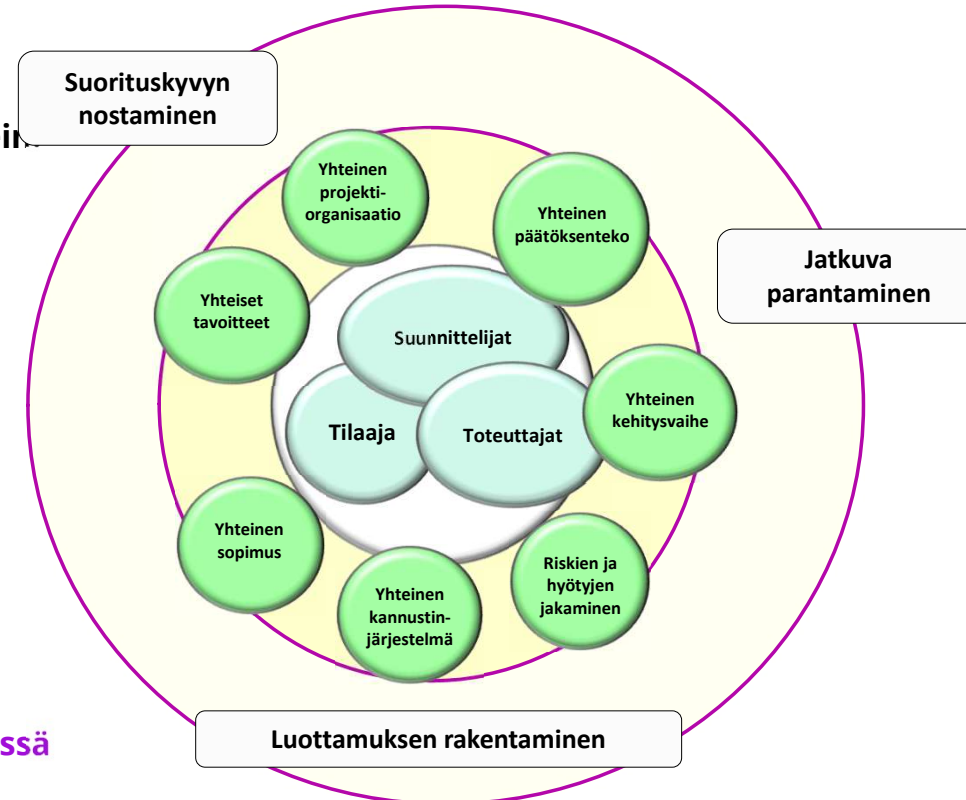 Suorituskyvyn
nostaminen
Yhteinen
projekti-
organisaatio
Yhteinen
päätöksenteko
Jatkuva
parantaminen
Yhteiset
tavoitteet
Suunnittelijat
Yhteinen
kehitysvaihe
Tilaaja
Toteuttajat
Yhteinen
sopimus
Riskien ja
hyötyjen
jakaminen
Yhteinen
kannustin-
järjestelmä
Luottamuksen rakentaminen
ssä